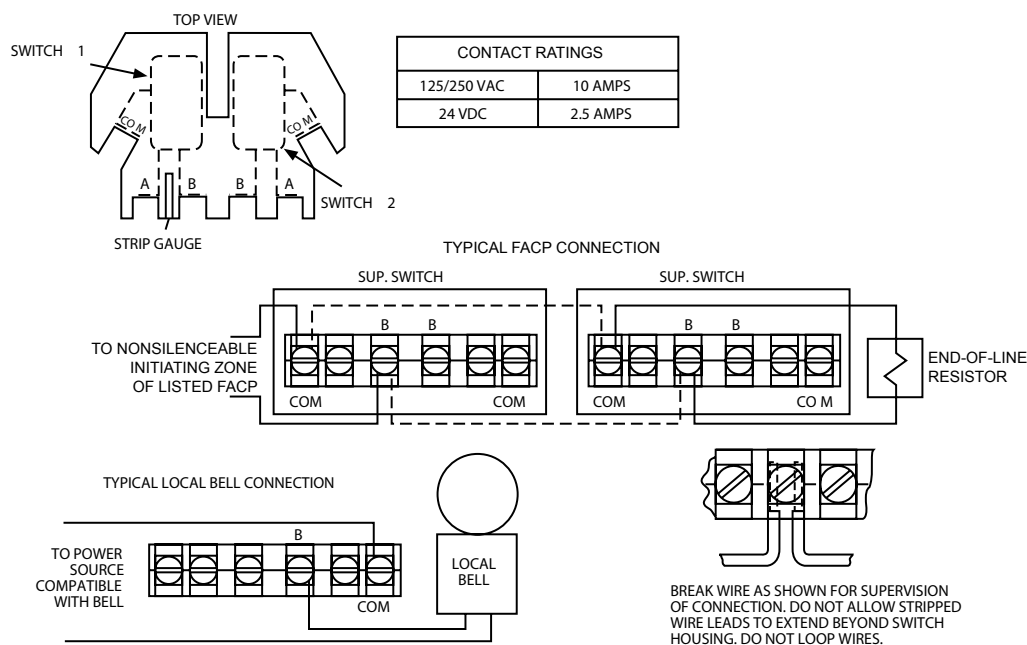 TOP VIEW
SWITCH 1
CO M
CO M
A B B A
SWITCH 2
STRIP GAUGE
CONTACT RATINGS
125/250 VAC 10 AMPS
24 VDC 2.5 AMPS
TYPICAL FACP CONNECTION
SUP. SWITCH
SUP. SWITCH
B B
B B
TO NONSILENCEABLE
INITIATING ZONE
OF LISTED FACP
COM COM
COM CO M
END-OF-LINE
RESISTOR
TYPICAL LOCAL BELL CONNECTION
B
TO POWER
SOURCE
COMPATIBLE
WITH BELL
COM
LOCAL
BELL
BREAK WIRE AS SHOWN FOR SUPERVISION
OF CONNECTION. DO NOT ALLOW STRIPPED
WIRE LEADS TO EXTEND BEYOND SWITCH
HOUSING. DO NOT LOOP WIRES.